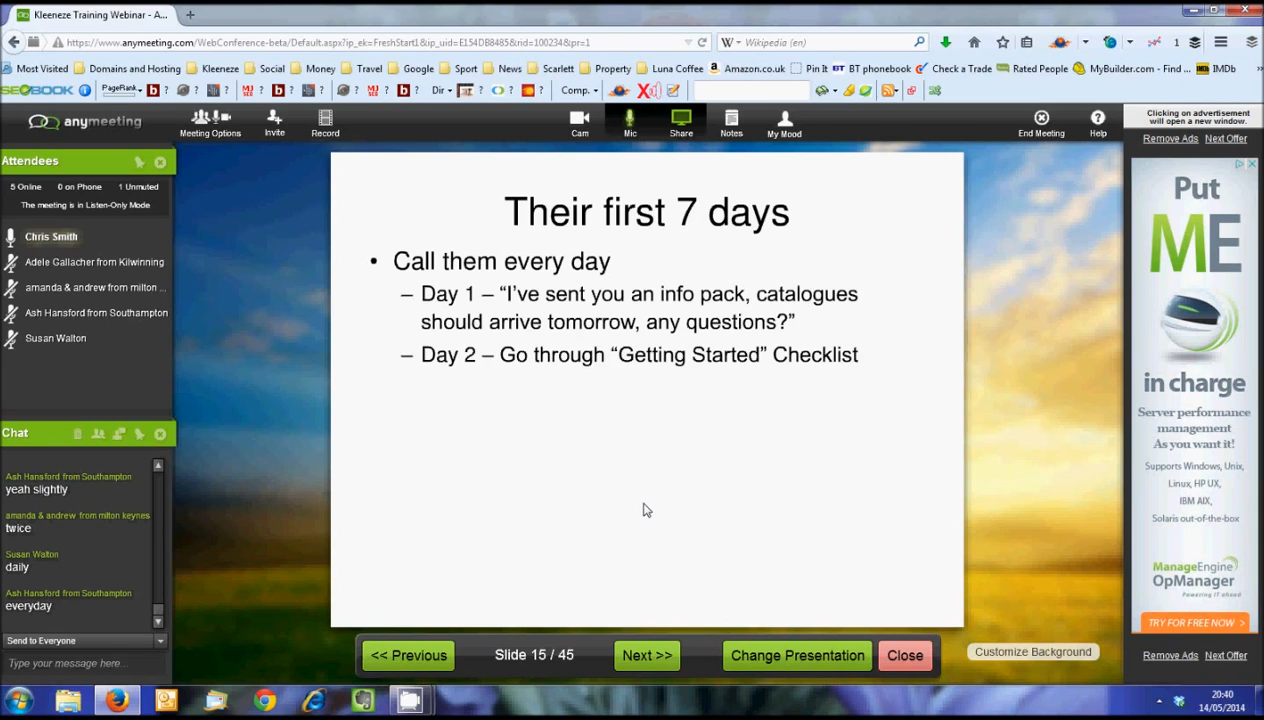 Kleeneze Training Webinar - A...
https://www.anymeeting.com/WebConference-beta/Default.aspx?ip_ek=FreshStart1&ip_uid=E154DB8485&rid=100234&pr=1
Wikipedia (en)
1
Most Visited
Domains and Hosting
Kleeneze
Social
Money
Travel
Google
Sport
News
Scarlett
Property
Luna Coffee
Amazon.co.uk
Pin It
BT phonebook
Check a Trade
Rated People
MyBuilder.com - Find ...
IMDb
SEOBOOK
PageRank
Dir
Comp.
anymeeting
Meeting Options
Invite
Record
Cam
Mic
Share
Notes
My Mood
End Meeting
Help
Clicking on advertisement
will open a new window.
Remove Ads Next Offer
Attendees
5 Online 0 on Phone 1 Unmuted
The meeting is in Listen-Only Mode
Chris Smith
Adele Gallacher from Kilwinning
amanda & andrew from milton ...
Ash Hansford from Southampton
Susan Walton
Chat
Ash Hansford from Southampton
yeah slightly
amanda & andrew from milton keynes
twice
Susan Walton
daily
Ash Hansford from Southampton
everyday
Send to Everyone
Type your message here...
Their first 7 days
• Call them every day
– Day 1 – “I’ve sent you an info pack, catalogues
should arrive tomorrow, any questions?”
– Day 2 – Go through “Getting Started” Checklist
<< Previous
Slide 15 / 45
Next >>
Change Presentation
Close
Customize Background
Put
ME
in charge
Server performance
management
As you want it!
Supports Windows, Unix,
Linux, HP UX,
IBM AIX,
Solaris out-of-the-box
ManageEngine
OpManager
Powering IT ahead
TRY FOR FREE NOW >
Remove Ads Next Offer
20:40
14/05/2014